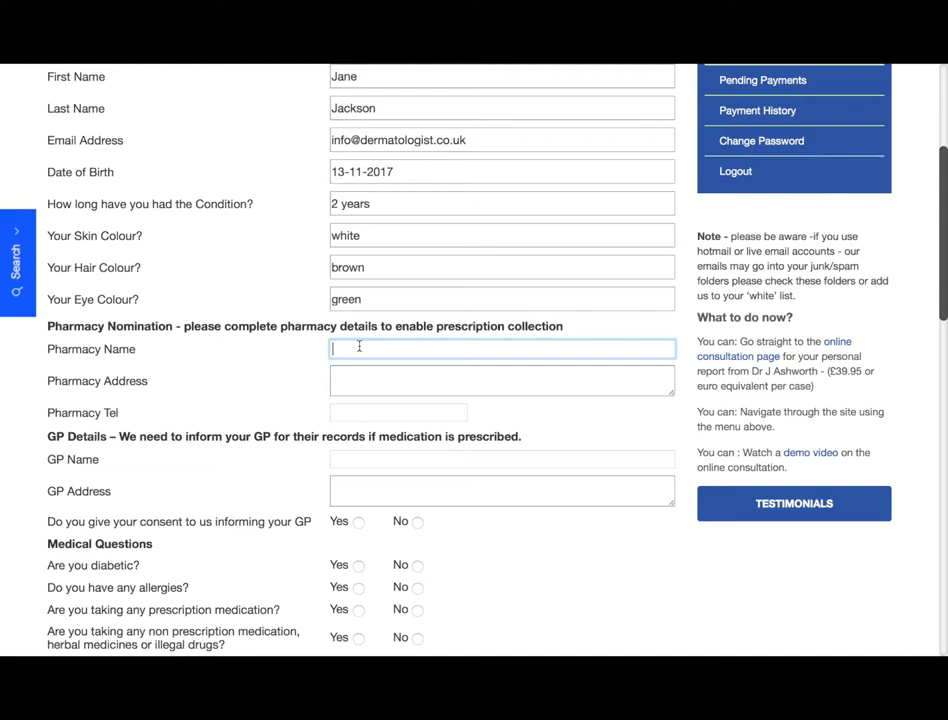 First Name
Jane
Last Name
Jackson
Email Address
info@dermatologist.co.uk
Date of Birth
13-11-2017
How long have you had the Condition?
2 years
Your Skin Colour?
white
Your Hair Colour?
brown
Your Eye Colour?
green
Pharmacy Nomination - please complete pharmacy details to enable prescription collection
Pharmacy Name
Pharmacy Address
Pharmacy Tel
GP Details – We need to inform your GP for their records if medication is prescribed.
GP Name
GP Address
Do you give your consent to us informing your GP
Yes
No
Medical Questions
Are you diabetic?
Yes
No
Do you have any allergies?
Yes
No
Are you taking any prescription medication?
Yes
No
Are you taking any non prescription medication,
herbal medicines or illegal drugs?
Yes
No
Search
Pending Payments
Payment History
Change Password
Logout
Note - please be aware -if you use
hotmail or live email accounts - our
emails may go into your junk/spam
folders please check these folders or add
us to your ‘white’ list.
What to do now?
You can: Go straight to the online
consultation page for your personal
report from Dr J Ashworth - (£39.95 or
euro equivalent per case)
You can: Navigate through the site using
the menu above.
You can : Watch a demo video on the
online consultation.
TESTIMONIALS